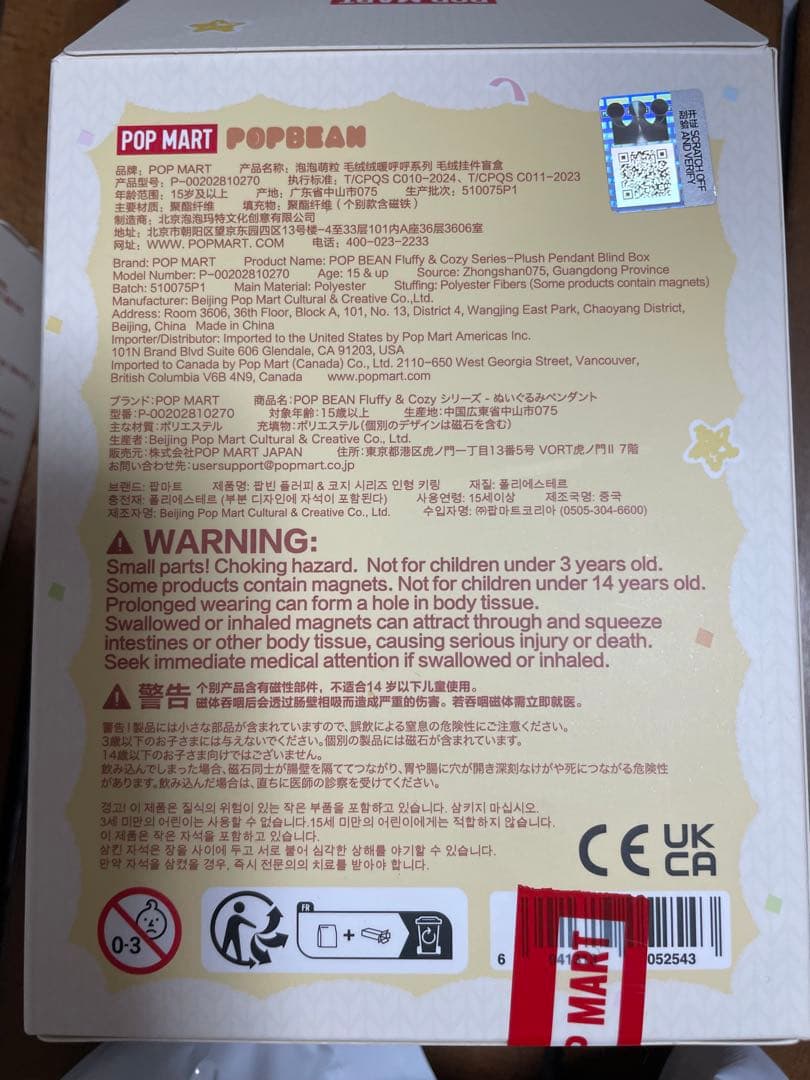 POP MART
POP MART POPBEAN
开证 SCRATCH OFF
刮验 AND VERIFY
品牌：POP MART 产品名称：泡泡萌粒 毛绒绒暖呼呼系列 毛绒挂件盲盒
产品型号：P-00202810270 执行标准：T/CPQS C010-2024、T/CPQS C011-2023
年龄范围：15岁及以上 产地：广东省中山市075 生产批次：510075P1
主要材质：聚酯纤维 填充物：聚酯纤维（个别款含磁铁）
制造商：北京泡泡玛特文化创意有限公司
地址：北京市朝阳区望京东园四区13号楼-4至33层101内A座36层3606室
网址：WWW. POPMART. COM 电话：400-023-2233
Brand: POP MART Product Name: POP BEAN Fluffy & Cozy Series-Plush Pendant Blind Box
Model Number: P-00202810270 Age: 15 & up Source: Zhongshan075, Guangdong Province
Batch: 510075P1 Main Material: Polyester Stuffing: Polyester Fibers (Some products contain magnets)
Manufacturer: Beijing Pop Mart Cultural & Creative Co.,Ltd.
Address: Room 3606, 36th Floor, Block A, 101, No. 13, District 4, Wangjing East Park, Chaoyang District,
Beijing, China Made in China
Importer/Distributor: Imported to the United States by Pop Mart Americas Inc.
101N Brand Blvd Suite 606 Glendale, CA 91203, USA
Imported to Canada by Pop Mart (Canada) Co., Ltd. 2110-650 West Georgia Street, Vancouver,
British Columbia V6B 4N9, Canada www.popmart.com
ブランド：POP MART 商品名：POP BEAN Fluffy & Cozy シリーズ - ぬいぐるみペンダント
型番：P-00202810270 対象年齢：15歳以上 生産地：中国広東省中山市075
主な材質：ポリエステル 充填物：ポリエステル（個別のデザインは磁石を含む）
生産者：Beijing Pop Mart Cultural & Creative Co., Ltd.
販売元：株式会社POP MART JAPAN 住所：東京都港区虎ノ門一丁目13番5号 VORT虎ノ門II 7階
お問い合わせ先：usersupport@popmart.co.jp
브랜드: 팝마트 제품명: 팝빈 플러피 & 코지 시리즈 인형 키링 재질: 폴리에스테르
충전재: 폴리에스테르 (부분 디자인에 자석이 포함된다) 사용연령: 15세이상 제조국명: 중국
제조자명: Beijing Pop Mart Cultural & Creative Co., Ltd. 수입자명: ㈜팝마트코리아 (0505-304-6600)
WARNING:
Small parts! Choking hazard. Not for children under 3 years old.
Some products contain magnets. Not for children under 14 years old.
Prolonged wearing can form a hole in body tissue.
Swallowed or inhaled magnets can attract through and squeeze
intestines or other body tissue, causing serious injury or death.
Seek immediate medical attention if swallowed or inhaled.
警告 个别产品含有磁性部件，不适合14 岁以下儿童使用。
磁体吞咽后会透过肠壁相吸而造成严重的伤害。若吞咽磁体需立即就医。
警告！製品には小さな部品が含まれていますので、誤飲による窒息の危険性にご注意ください。
3歳以下のお子さまには与えないでください。個別の製品には磁石が含まれています。
14歳以下のお子さま向けではございません。
飲み込んでしまった場合、磁石同士が腸壁を隔ててつながり、胃や腸に穴が開き深刻なけがや死につながる危険性
があります。飲み込んだ場合は、直ちに医師の診察を受けてください。
경고! 이 제품은 질식의 위험이 있는 작은 부품을 포함하고 있습니다. 삼키지 마십시오.
3세 미만의 어린이는 사용할 수 없습니다.15세 미만의 어린이에게는 적합하지 않습니다.
이 제품은 작은 자석을 포함하고 있습니다.
삼킨 자석은 장을 사이에 두고 서로 붙어 심각한 상해를 야기할 수 있습니다.
만약 자석을 삼켰을 경우, 즉시 전문의의 치료를 받아야 합니다.
CE UK
CA
0-3
FR
+
6 052543
POP MART